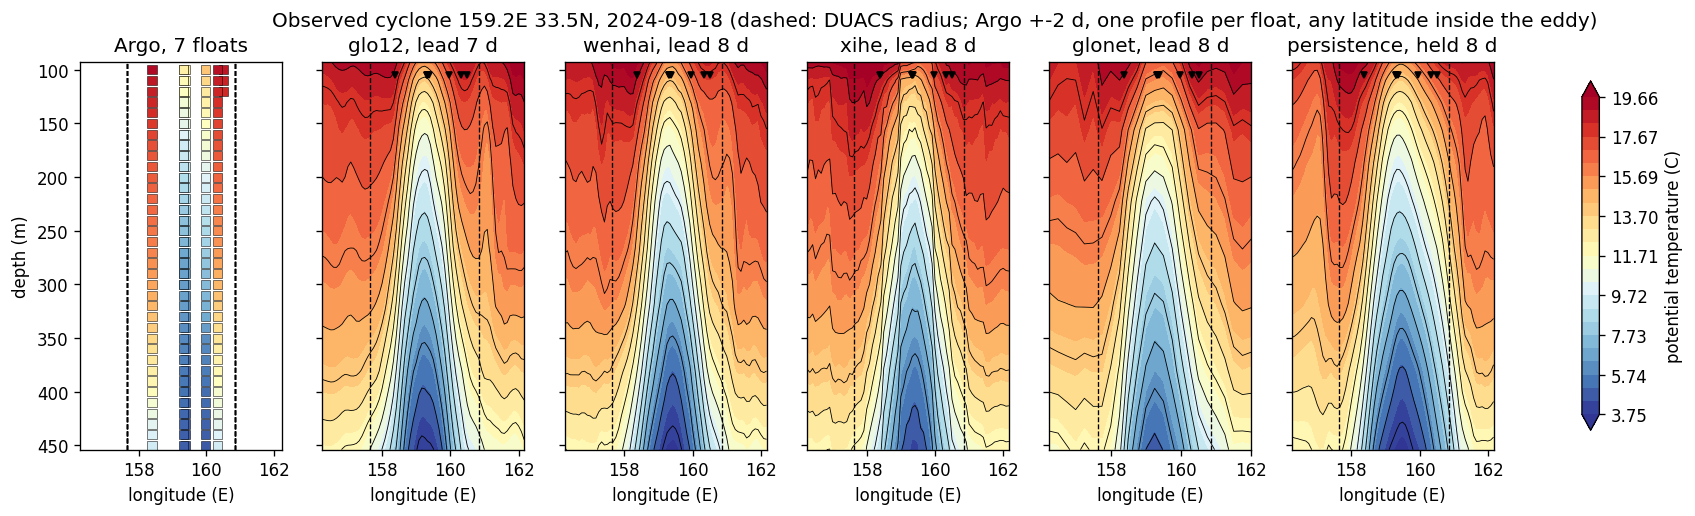 Observed cyclone 159.2E 33.5N, 2024-09-18 (dashed: DUACS radius; Argo +-2 d, one profile per float, any latitude inside the eddy)
Argo, 7 floats
glo12, lead 7 d
wenhai, lead 8 d
xihe, lead 8 d
glonet, lead 8 d
persistence, held 8 d
depth (m)
100
150
200
250
300
350
400
450
158 160 162
longitude (E)
158 160 162
longitude (E)
158 160 162
longitude (E)
158 160 162
longitude (E)
158 160 162
longitude (E)
158 160 162
longitude (E)
19.66
17.67
15.69
13.70
11.71
9.72
7.73
5.74
3.75
potential temperature (C)